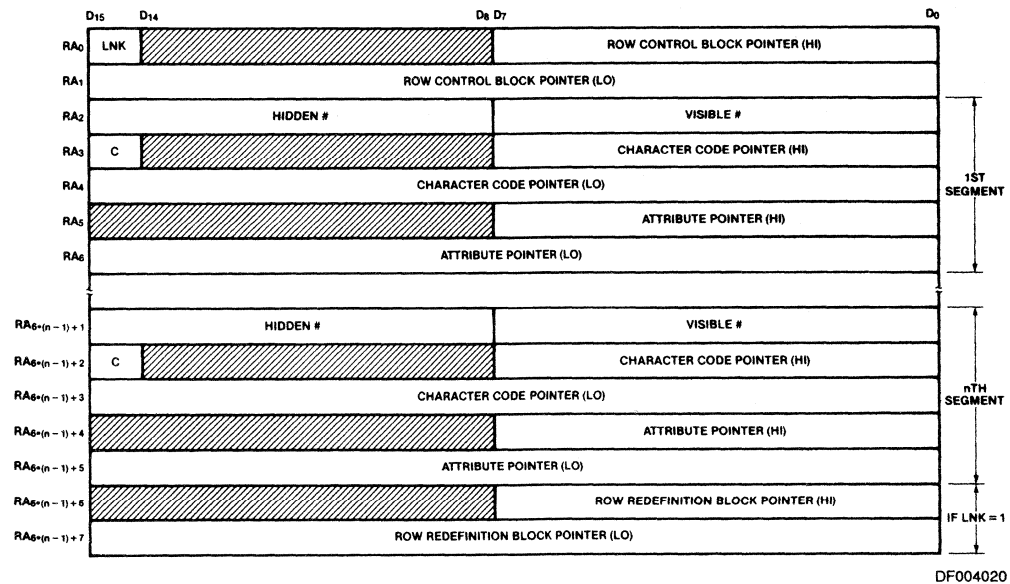 D15 D14 D8 D7 D0
RA0 LNK ROW CONTROL BLOCK POINTER (HI)
RA1 ROW CONTROL BLOCK POINTER (LO)
RA2 HIDDEN # VISIBLE #
RA3 C CHARACTER CODE POINTER (HI)
RA4 CHARACTER CODE POINTER (LO)
1ST
SEGMENT
RA5 ATTRIBUTE POINTER (HI)
RA6 ATTRIBUTE POINTER (LO)
RA6*(n − 1) + 1 HIDDEN # VISIBLE #
RA6*(n − 1) + 2 C CHARACTER CODE POINTER (HI)
RA6*(n − 1) + 3 CHARACTER CODE POINTER (LO)
nTH
SEGMENT
RA6*(n − 1) + 4 ATTRIBUTE POINTER (HI)
RA6*(n − 1) + 5 ATTRIBUTE POINTER (LO)
RA6*(n − 1) + 6 ROW REDEFINITION BLOCK POINTER (HI)
IF LNK = 1
RA6*(n − 1) + 7 ROW REDEFINITION BLOCK POINTER (LO)
DF004020